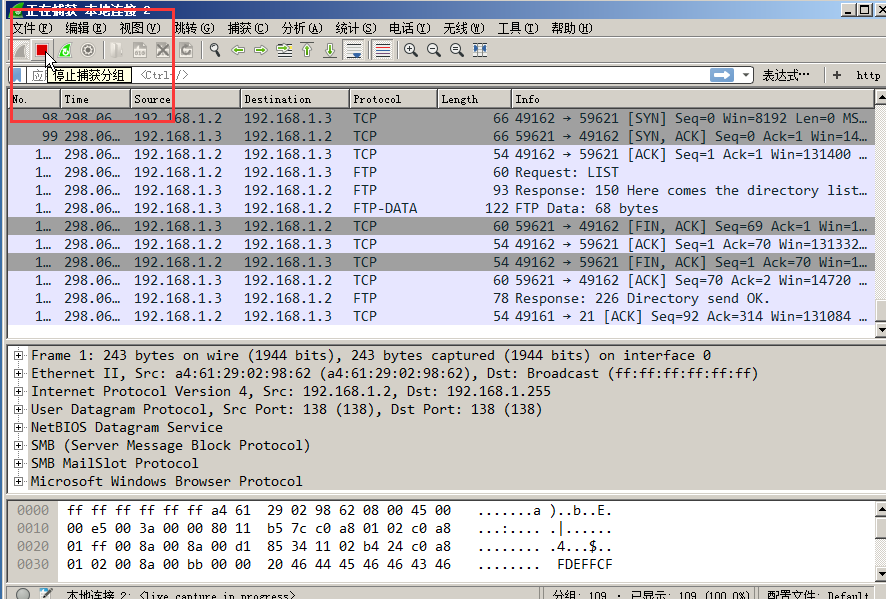 正在捕获 本地连接 2
文件(F) 编辑(E) 视图(V) 跳转(G) 捕获(C) 分析(A) 统计(S) 电话(Y) 无线(W) 工具(T) 帮助(H)
应 停止捕获分组 <Ctrl-/> 表达式… + http
No. Time Source Destination Protocol Length Info
98 298.06… 192.168.1.2 192.168.1.3 TCP 66 49162 → 59621 [SYN] Seq=0 Win=8192 Len=0 MS…
99 298.06… 192.168.1.3 192.168.1.2 TCP 66 59621 → 49162 [SYN, ACK] Seq=0 Ack=1 Win=14…
1… 298.06… 192.168.1.2 192.168.1.3 TCP 54 49162 → 59621 [ACK] Seq=1 Ack=1 Win=131400 …
1… 298.06… 192.168.1.2 192.168.1.3 FTP 60 Request: LIST
1… 298.06… 192.168.1.3 192.168.1.2 FTP 93 Response: 150 Here comes the directory list…
1… 298.06… 192.168.1.3 192.168.1.2 FTP-DATA 122 FTP Data: 68 bytes
1… 298.06… 192.168.1.3 192.168.1.2 TCP 60 59621 → 49162 [FIN, ACK] Seq=69 Ack=1 Win=1…
1… 298.06… 192.168.1.2 192.168.1.3 TCP 54 49162 → 59621 [ACK] Seq=1 Ack=70 Win=131332…
1… 298.06… 192.168.1.2 192.168.1.3 TCP 54 49162 → 59621 [FIN, ACK] Seq=1 Ack=70 Win=1…
1… 298.06… 192.168.1.3 192.168.1.2 TCP 60 59621 → 49162 [ACK] Seq=70 Ack=2 Win=14720 …
1… 298.06… 192.168.1.3 192.168.1.2 FTP 78 Response: 226 Directory send OK.
1… 298.06… 192.168.1.2 192.168.1.3 TCP 54 49161 → 21 [ACK] Seq=92 Ack=314 Win=131084 …
Frame 1: 243 bytes on wire (1944 bits), 243 bytes captured (1944 bits) on interface 0
Ethernet II, Src: a4:61:29:02:98:62 (a4:61:29:02:98:62), Dst: Broadcast (ff:ff:ff:ff:ff:ff)
Internet Protocol Version 4, Src: 192.168.1.2, Dst: 192.168.1.255
User Datagram Protocol, Src Port: 138 (138), Dst Port: 138 (138)
NetBIOS Datagram Service
SMB (Server Message Block Protocol)
SMB MailSlot Protocol
Microsoft Windows Browser Protocol
0000 ff ff ff ff ff ff a4 61 29 02 98 62 08 00 45 00 .......a )..b..E.
0010 00 e5 00 3a 00 00 80 11 b5 7c c0 a8 01 02 c0 a8 ...:.... .|......
0020 01 ff 00 8a 00 8a 00 d1 85 34 11 02 b4 24 c0 a8 ........ .4...$..
0030 01 02 00 8a 00 bb 00 00 20 46 44 45 46 46 43 46 ........ FDEFFCF
本地连接 2: <live capture in progress> 分组: 109 · 已显示: 109 (100.0%) 配置文件: Default